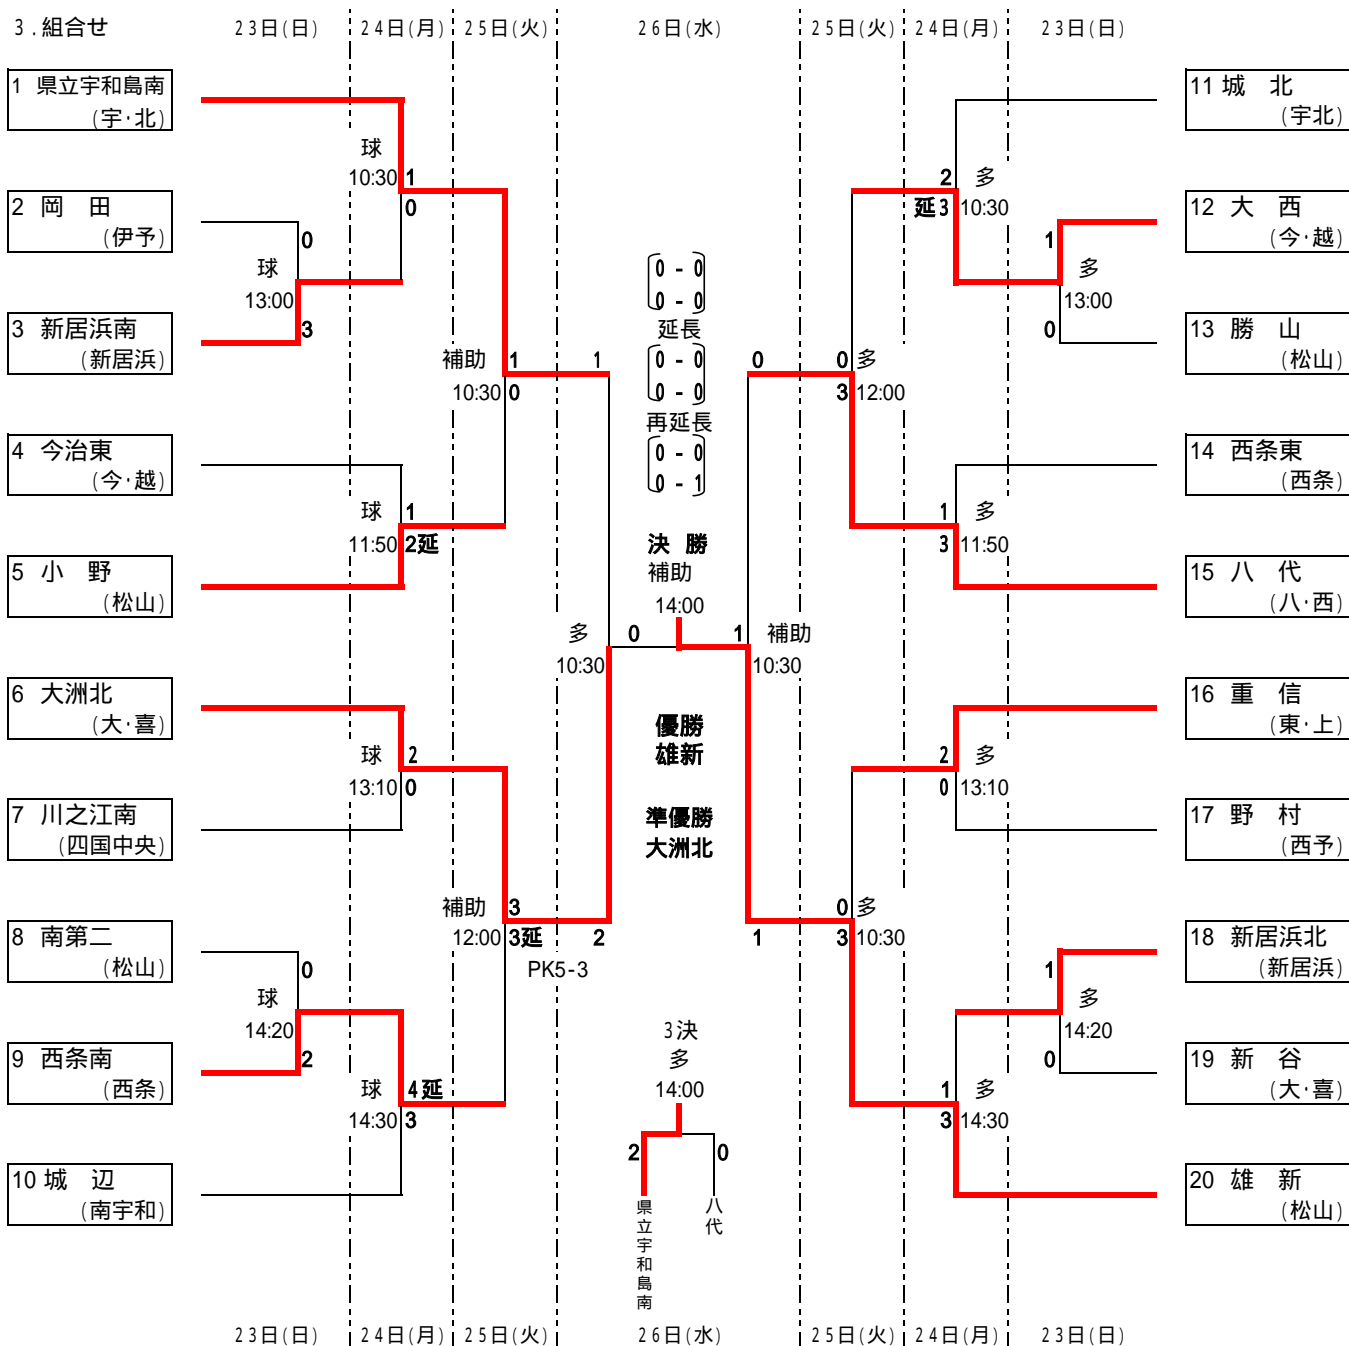 3.組合せ
23日(日) 24日(月) 25日(火) 26日(水) 25日(火) 24日(月) 23日(日)
1 県立宇和島南
(宇・北)
2 岡 田
(伊予)
3 新居浜南
(新居浜)
4 今治東
(今・越)
5 小 野
(松山)
6 大洲北
(大・喜)
7 川之江南
(四国中央)
8 南第二
(松山)
9 西条南
(西条)
10 城 辺
(南宇和)
球
10:30
1
0
0
球
13:00
3
球
11:50
1
2延
球
13:10
2
0
0
球
14:20
2
球
14:30
4延
3
補助
10:30
1
0
補助
12:00
3
3延
PK5-3
1
多
10:30
2
0 - 0
0 - 0
延長
0 - 0
0 - 0
再延長
0 - 0
0 - 1
決 勝
補助
14:00
0
1
優勝
雄新
準優勝
大洲北
3決
多
14:00
2
0
県立宇和島南
八代
0
補助
10:30
1
0
3
多
12:00
0
3
多
10:30
2
延3
多
10:30
1
多
13:00
0
1
3
多
11:50
2
0
多
13:10
1
多
14:20
0
1
3
多
14:30
11 城 北
(宇北)
12 大 西
(今・越)
13 勝 山
(松山)
14 西条東
(西条)
15 八 代
(八・西)
16 重 信
(東・上)
17 野 村
(西予)
18 新居浜北
(新居浜)
19 新 谷
(大・喜)
20 雄 新
(松山)
23日(日) 24日(月) 25日(火) 26日(水) 25日(火) 24日(月) 23日(日)